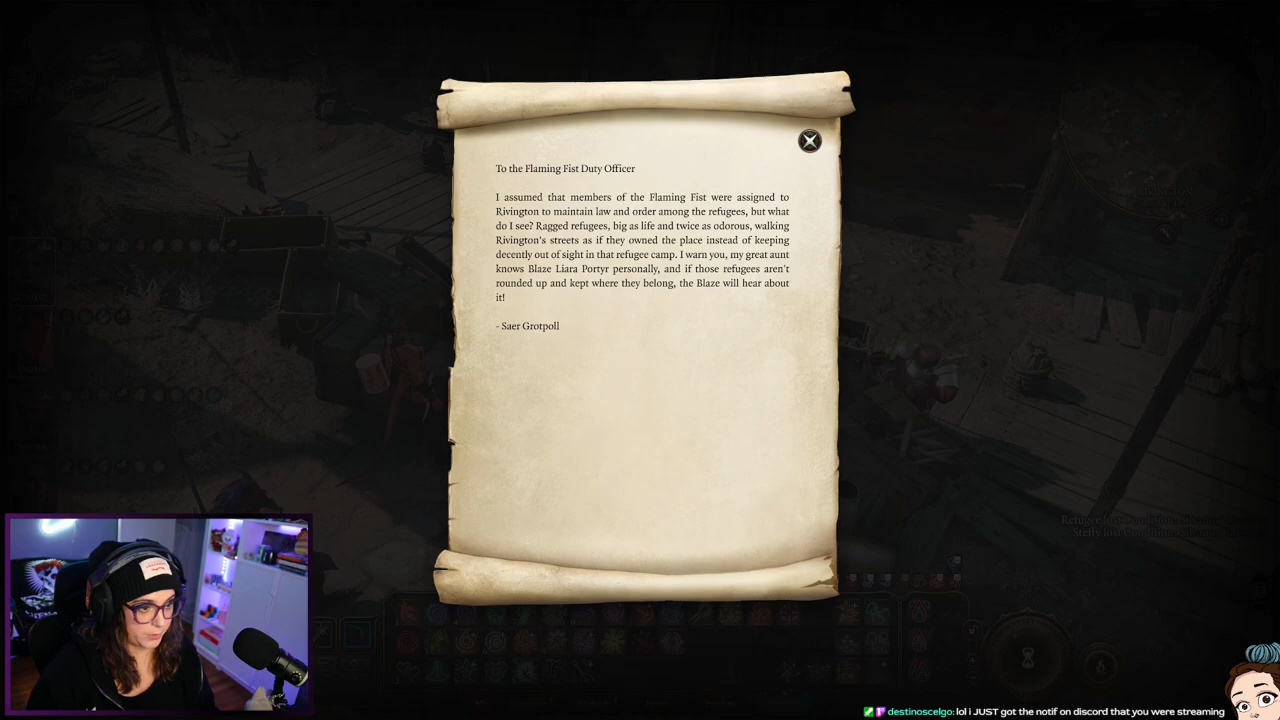 To the Flaming Fist Duty Officer
I assumed that members of the Flaming Fist were assigned to
Rivington to maintain law and order among the refugees, but what
do I see? Ragged refugees, big as life and twice as odorous, walking
Rivington's streets as if they owned the place instead of keeping
decently out of sight in that refugee camp. I warn you, my great aunt
knows Blaze Liara Portyr personally, and if those refugees aren't
rounded up and kept where they belong, the Blaze will hear about
it!
- Saer Grotpoll
destinoscelgo: lol i JUST got the notif on discord that you were streaming